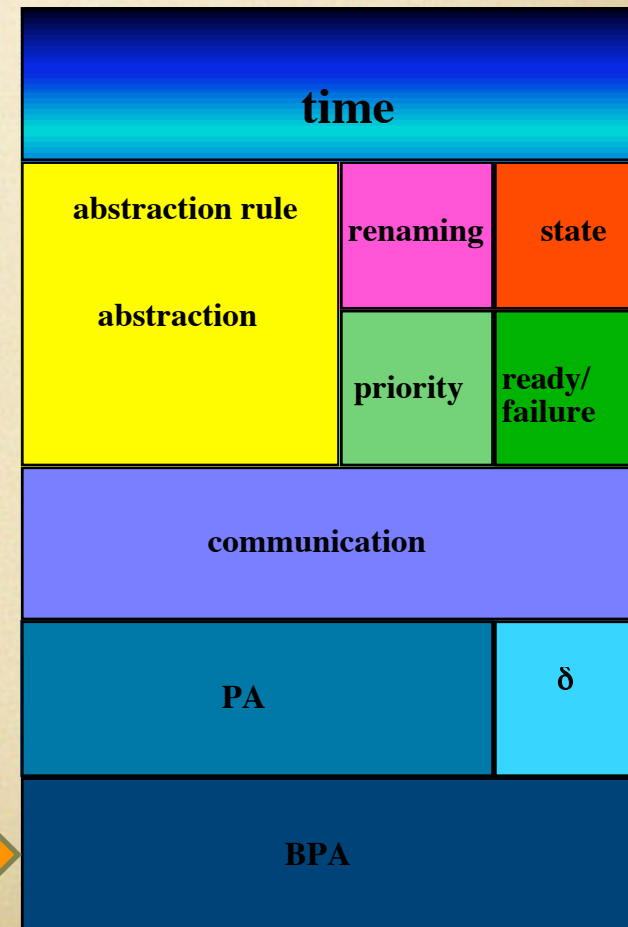 time
abstraction rule
renaming
state
abstraction
priority
ready/
failure
communication
PA
δ
BPA